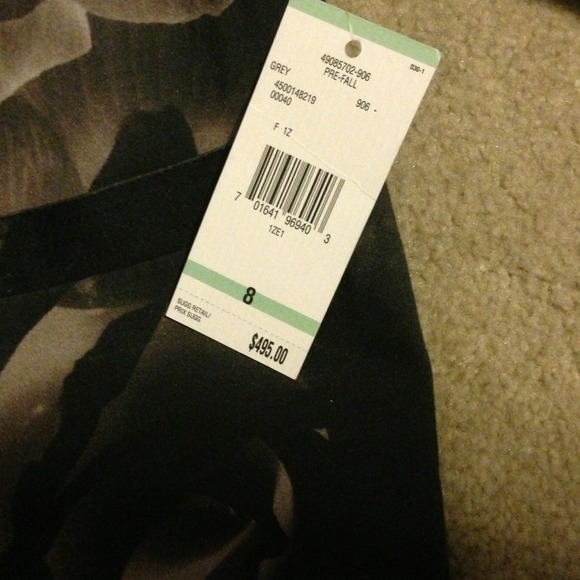 49085702-906
S30-1
GREY
PRE-FALL
4500148219
906 -
00040
F 1Z
7 01641 96940 3
1ZE1
8
SUGG RETAIL/
PRIX SUGG.
$495.00